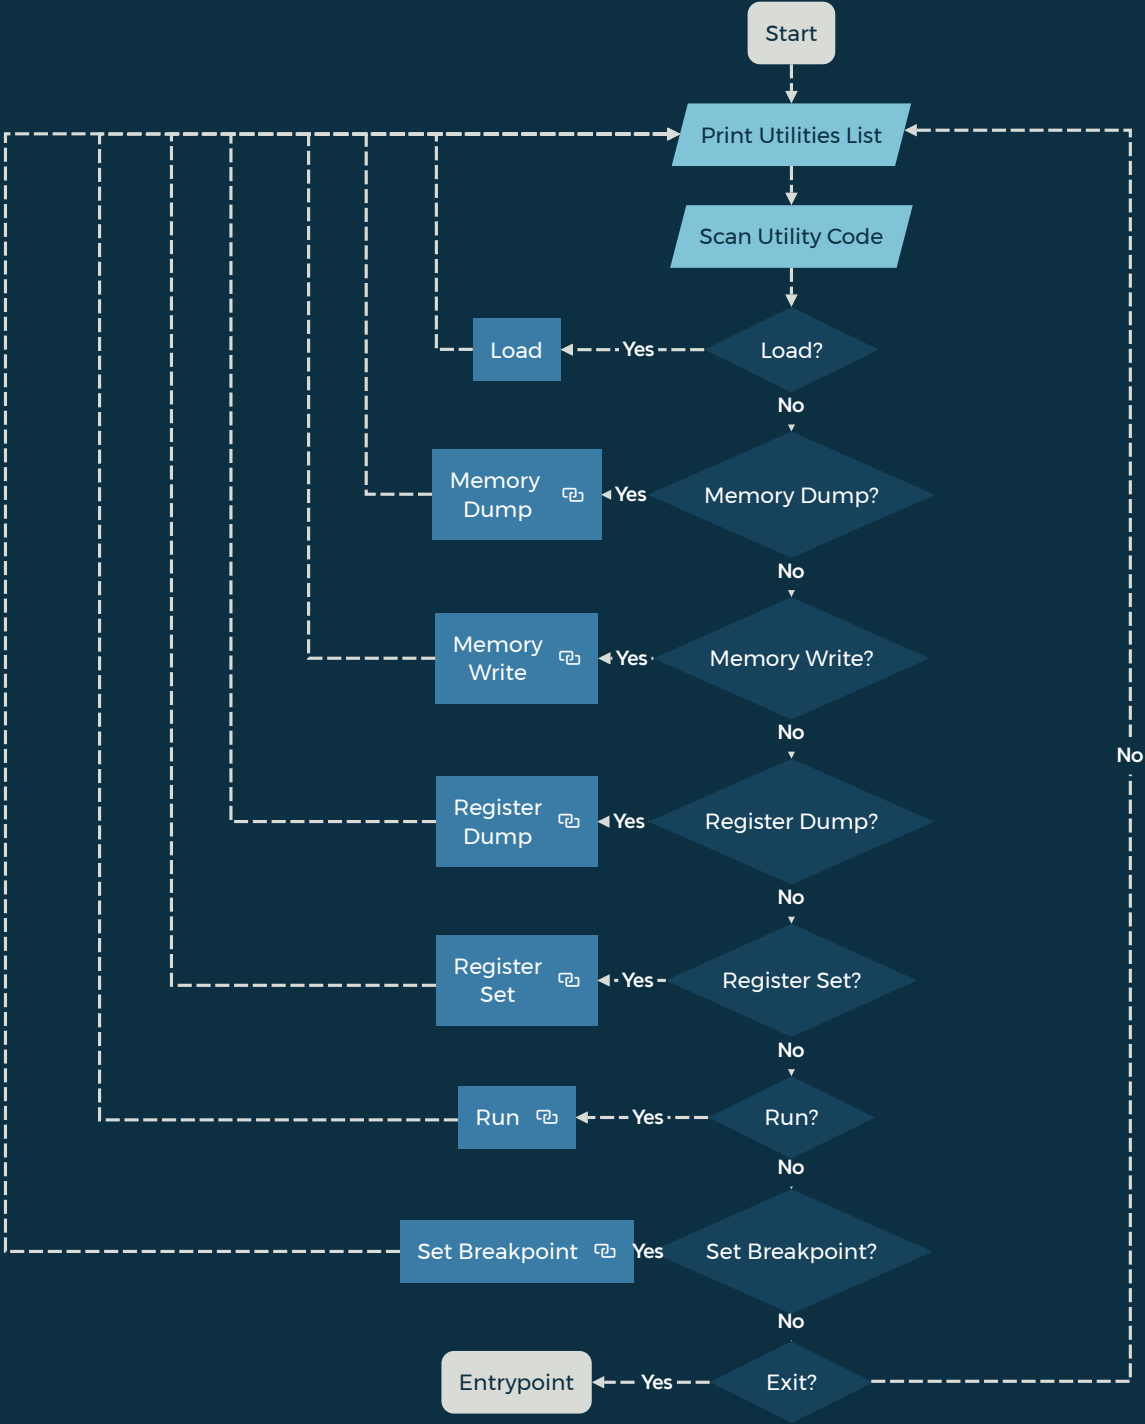 Start
Print Utilities List
Scan Utility Code
Load
Yes
Load?
No
Memory
Dump
Yes
Memory Dump?
No
Memory
Write
Yes
Memory Write?
No
No
Register
Dump
Yes
Register Dump?
No
Register
Set
Yes
Register Set?
No
Run
Yes
Run?
No
Set Breakpoint
Yes
Set Breakpoint?
No
Entrypoint
Yes
Exit?